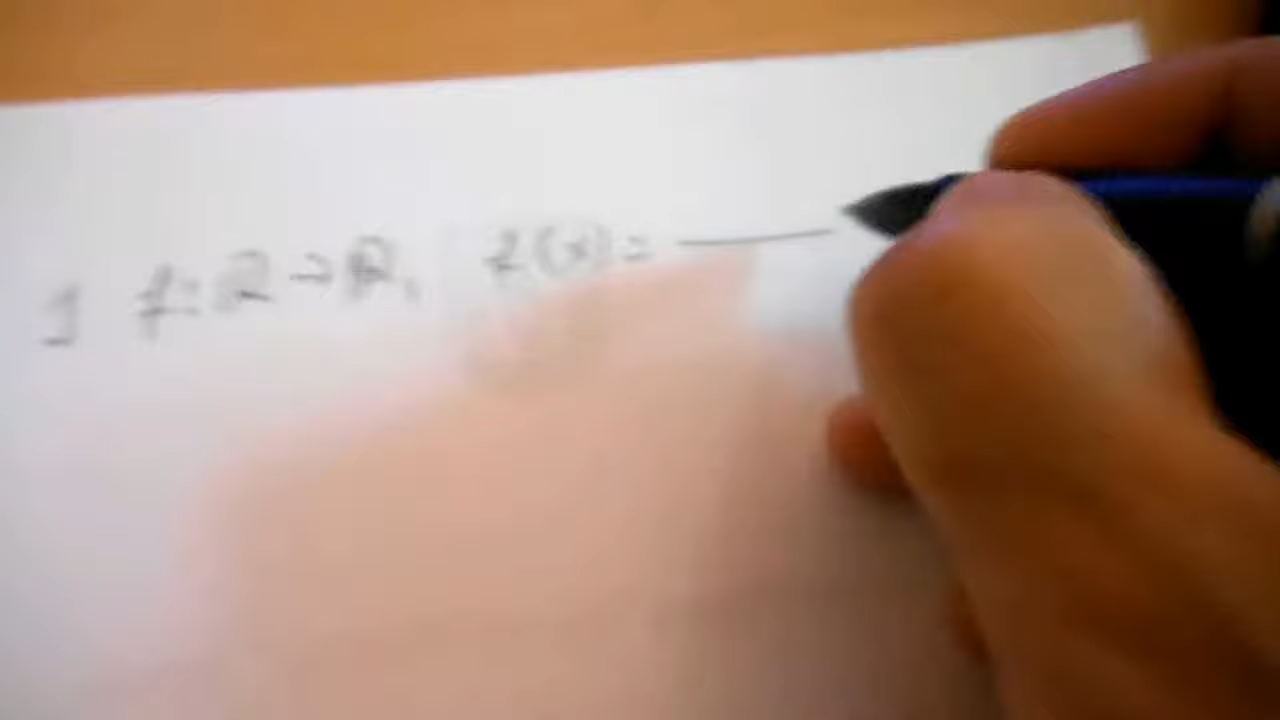 1 f: ℝ → ℝ, f(x) =